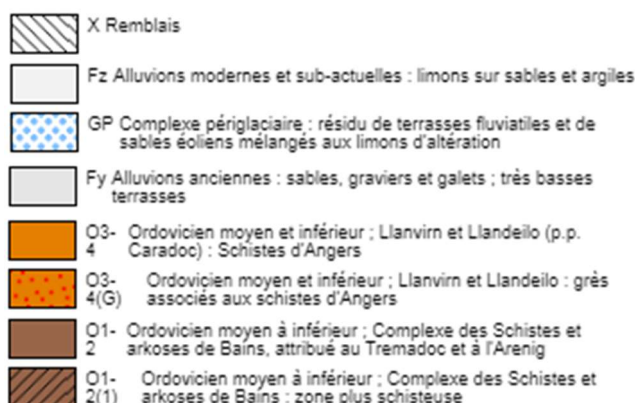 X Remblais
Fz Alluvions modernes et sub-actuelles : limons sur sables et argiles
GP Complexe périglaciaire : résidu de terrasses fluviatiles et de
sables éoliens mélangés aux limons d'altération
Fy Alluvions anciennes : sables, graviers et galets ; très basses
terrasses
O3- Ordovicien moyen et inférieur ; Llanvirn et Llandeilo (p.p.
4 Caradoc) : Schistes d'Angers
O3- Ordovicien moyen et inférieur ; Llanvirn et Llandeilo : grès
4(G) associés aux schistes d'Angers
O1- Ordovicien moyen à inférieur ; Complexe des Schistes et
2 arkoses de Bains, attribué au Tremadoc et à l'Arenig
O1- Ordovicien moyen à inférieur ; Complexe des Schistes et
2(1) arkoses de Bains : zone plus schisteuse